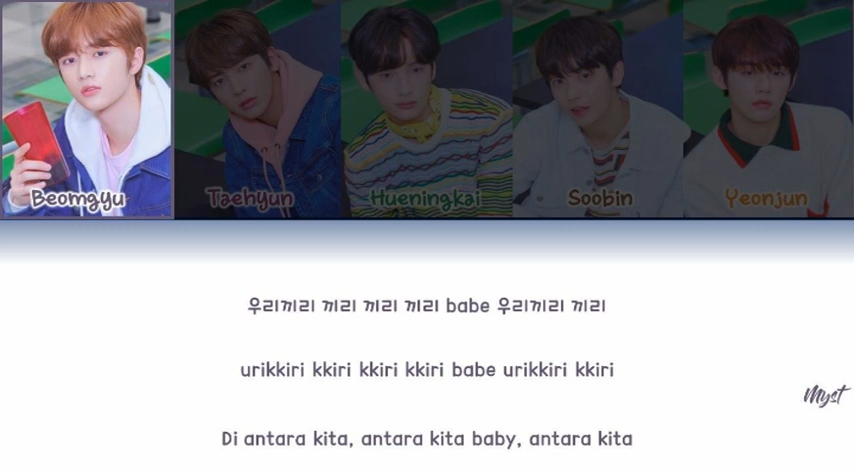 Beomgyu Taehyun Hueningkai Soobin Yeonjun
우리끼리 끼리 끼리 끼리 babe 우리끼리 끼리
urikkiri kkiri kkiri kkiri babe urikkiri kkiri
Myst
Di antara kita, antara kita baby, antara kita